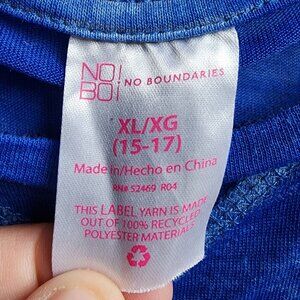 NO!
BO!
NO BOUNDARIES
XL/XG
(15-17)
Made in/Hecho en China
RN# 52469 R04
THIS LABEL YARN IS MADE
OUT OF 100% RECYCLED
POLYESTER MATERIALS